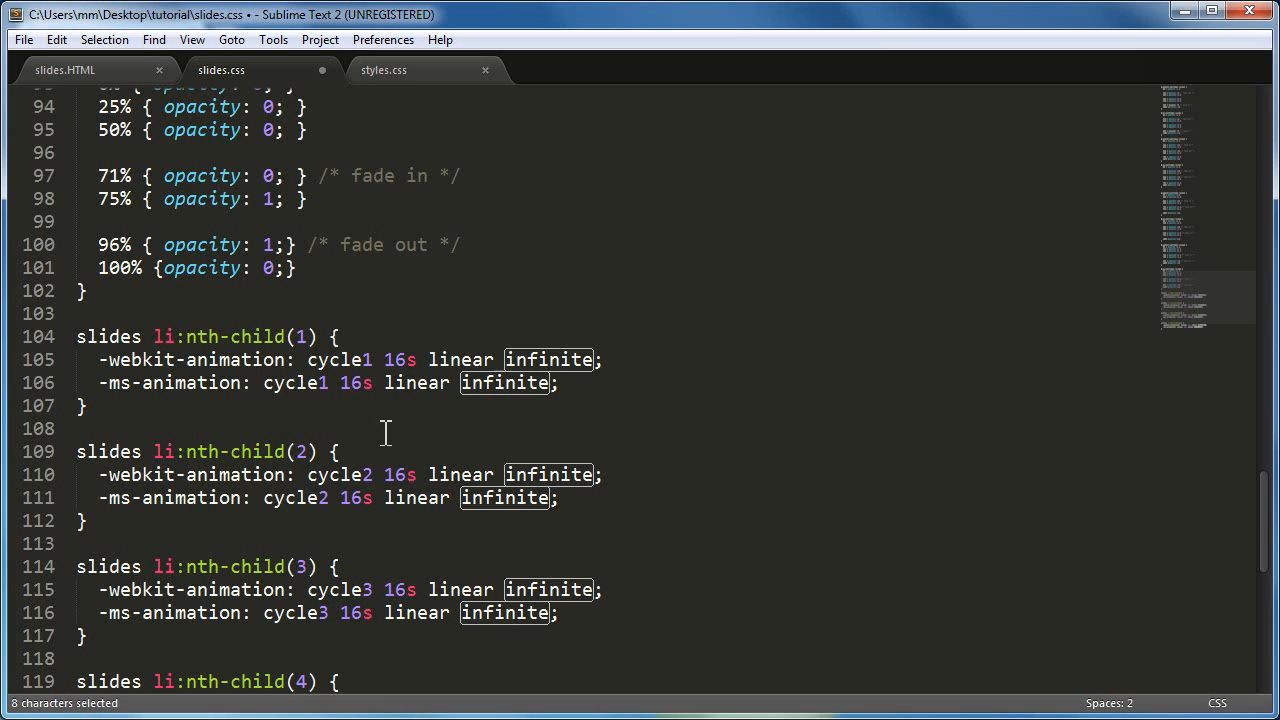 C:\Users\mm\Desktop\tutorial\slides.css • - Sublime Text 2 (UNREGISTERED)
File Edit Selection Find View Goto Tools Project Preferences Help
slides.HTML × slides.css styles.css ×
94 25% { opacity: 0; }
95 50% { opacity: 0; }
96
97 71% { opacity: 0; } /* fade in */
98 75% { opacity: 1; }
99
100 96% { opacity: 1;} /* fade out */
101 100% {opacity: 0;}
102 }
103
104 slides li:nth-child(1) {
105 -webkit-animation: cycle1 16s linear infinite;
106 -ms-animation: cycle1 16s linear infinite;
107 }
108
109 slides li:nth-child(2) {
110 -webkit-animation: cycle2 16s linear infinite;
111 -ms-animation: cycle2 16s linear infinite;
112 }
113
114 slides li:nth-child(3) {
115 -webkit-animation: cycle3 16s linear infinite;
116 -ms-animation: cycle3 16s linear infinite;
117 }
118
119 slides li:nth-child(4) {
8 characters selected Spaces: 2 CSS